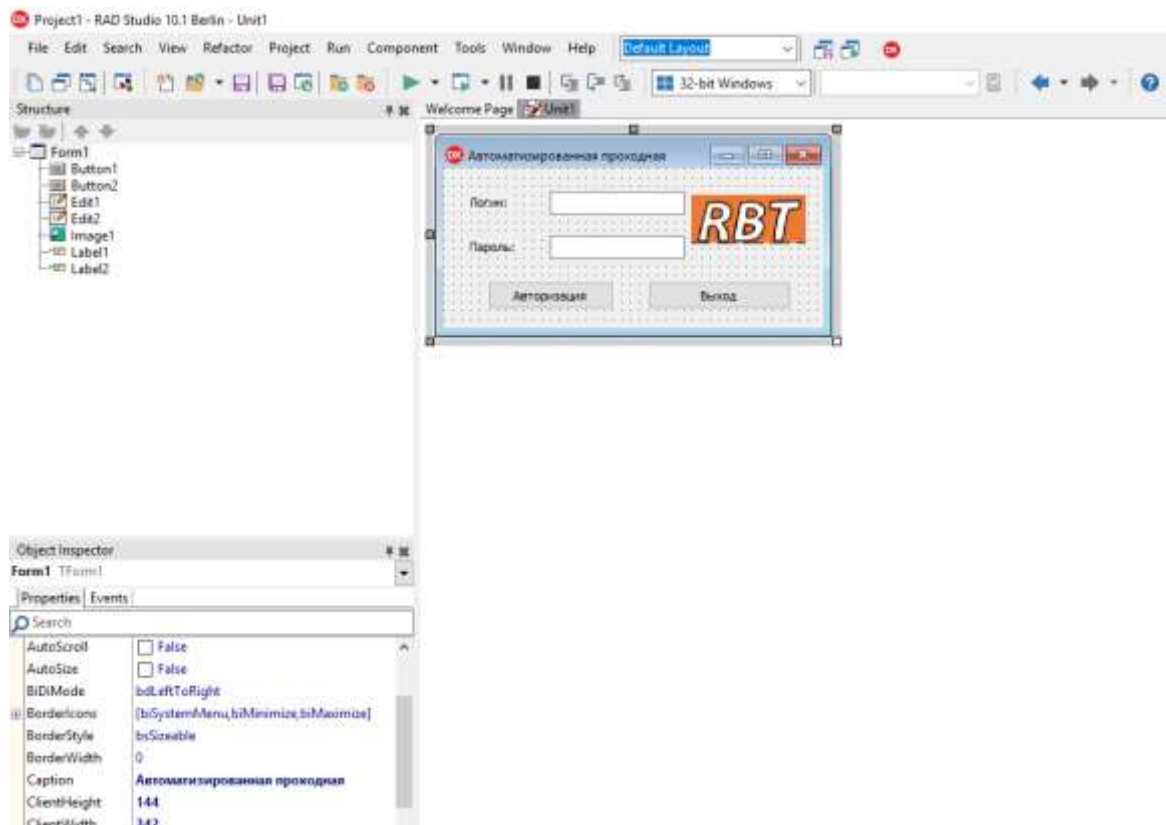 Project1 - RAD Studio 10.1 Berlin - Unit1
File Edit Search View Refactor Project Run Component Tools Window Help Default Layout
32-bit Windows
Structure
Welcome Page Unit1
Form1
Button1
Button2
Edit1
Edit2
Image1
Label1
Label2
Автоматизированная проходная
Логин:
RBT
Пароль:
Авторизация Выход
Object Inspector
Form1 TForm1
Properties Events
Search
AutoScroll False
AutoSize False
BiDiMode bdLeftToRight
BorderIcons [biSystemMenu,biMinimize,biMaximize]
BorderStyle bsSizeable
BorderWidth 0
Caption Автоматизированная проходная
ClientHeight 144
ClientWidth 342